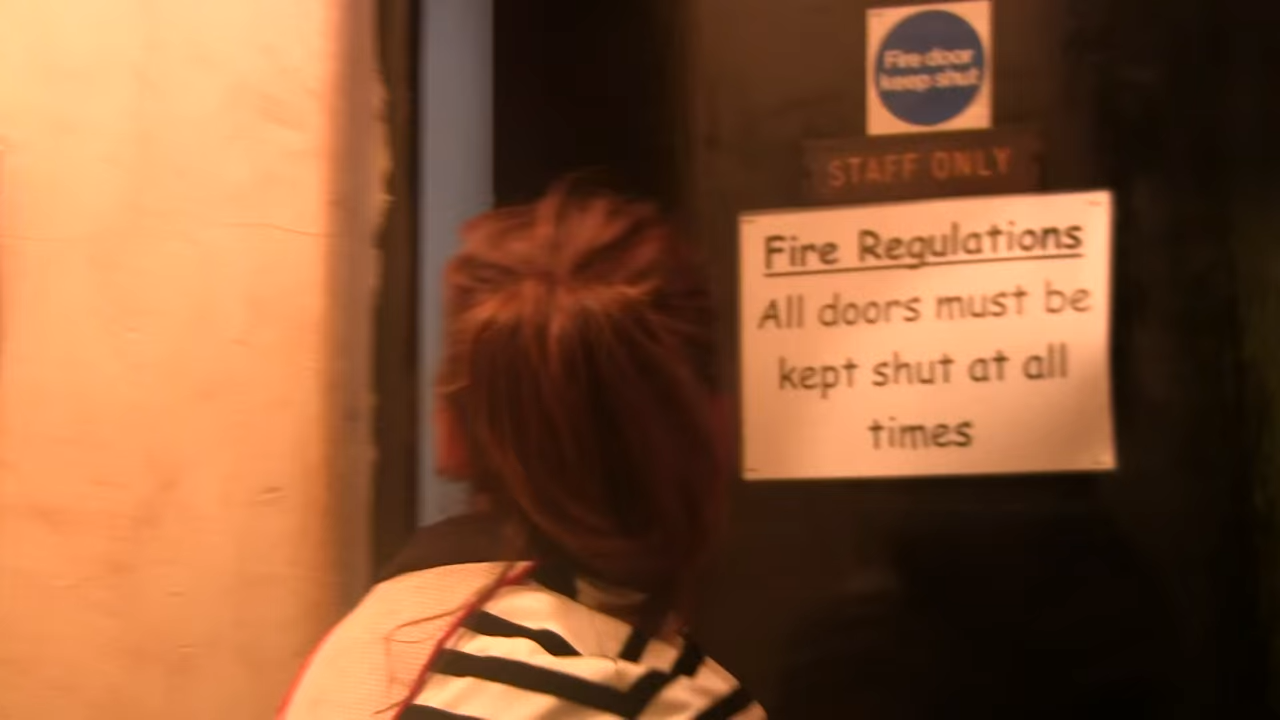 Fire door
keep shut
STAFF ONLY
Fire Regulations
All doors must be
kept shut at all
times